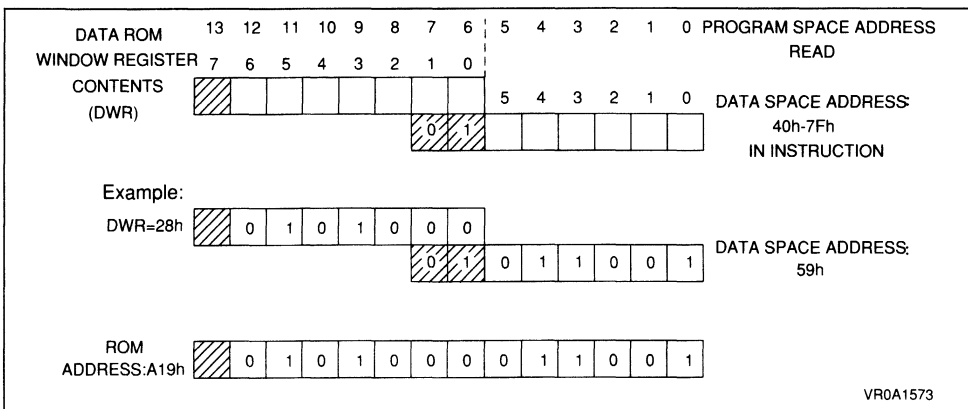 13 12 11 10 9 8 7 6 5 4 3 2 1 0 PROGRAM SPACE ADDRESS
READ
DATA ROM
WINDOW REGISTER 7 6 5 4 3 2 1 0
CONTENTS
(DWR)
5 4 3 2 1 0 DATA SPACE ADDRESS:
0 1 40h-7Fh
IN INSTRUCTION
Example:
DWR=28h 0 1 0 1 0 0 0
0 1 0 1 1 0 0 1 DATA SPACE ADDRESS:
59h
ROM
ADDRESS:A19h 0 1 0 1 0 0 0 0 1 1 0 0 1
VR0A1573